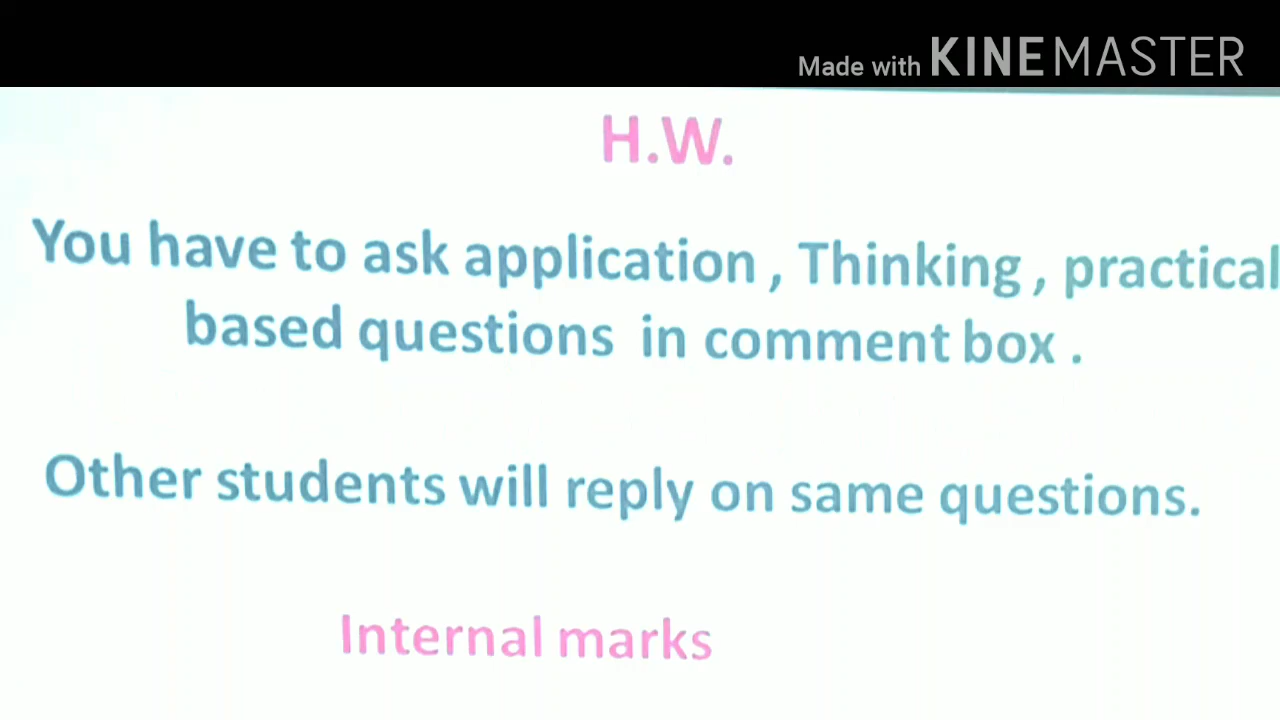 Made with KINEMASTER
H.W.
You have to ask application , Thinking , practical
based questions in comment box .
Other students will reply on same questions.
Internal marks